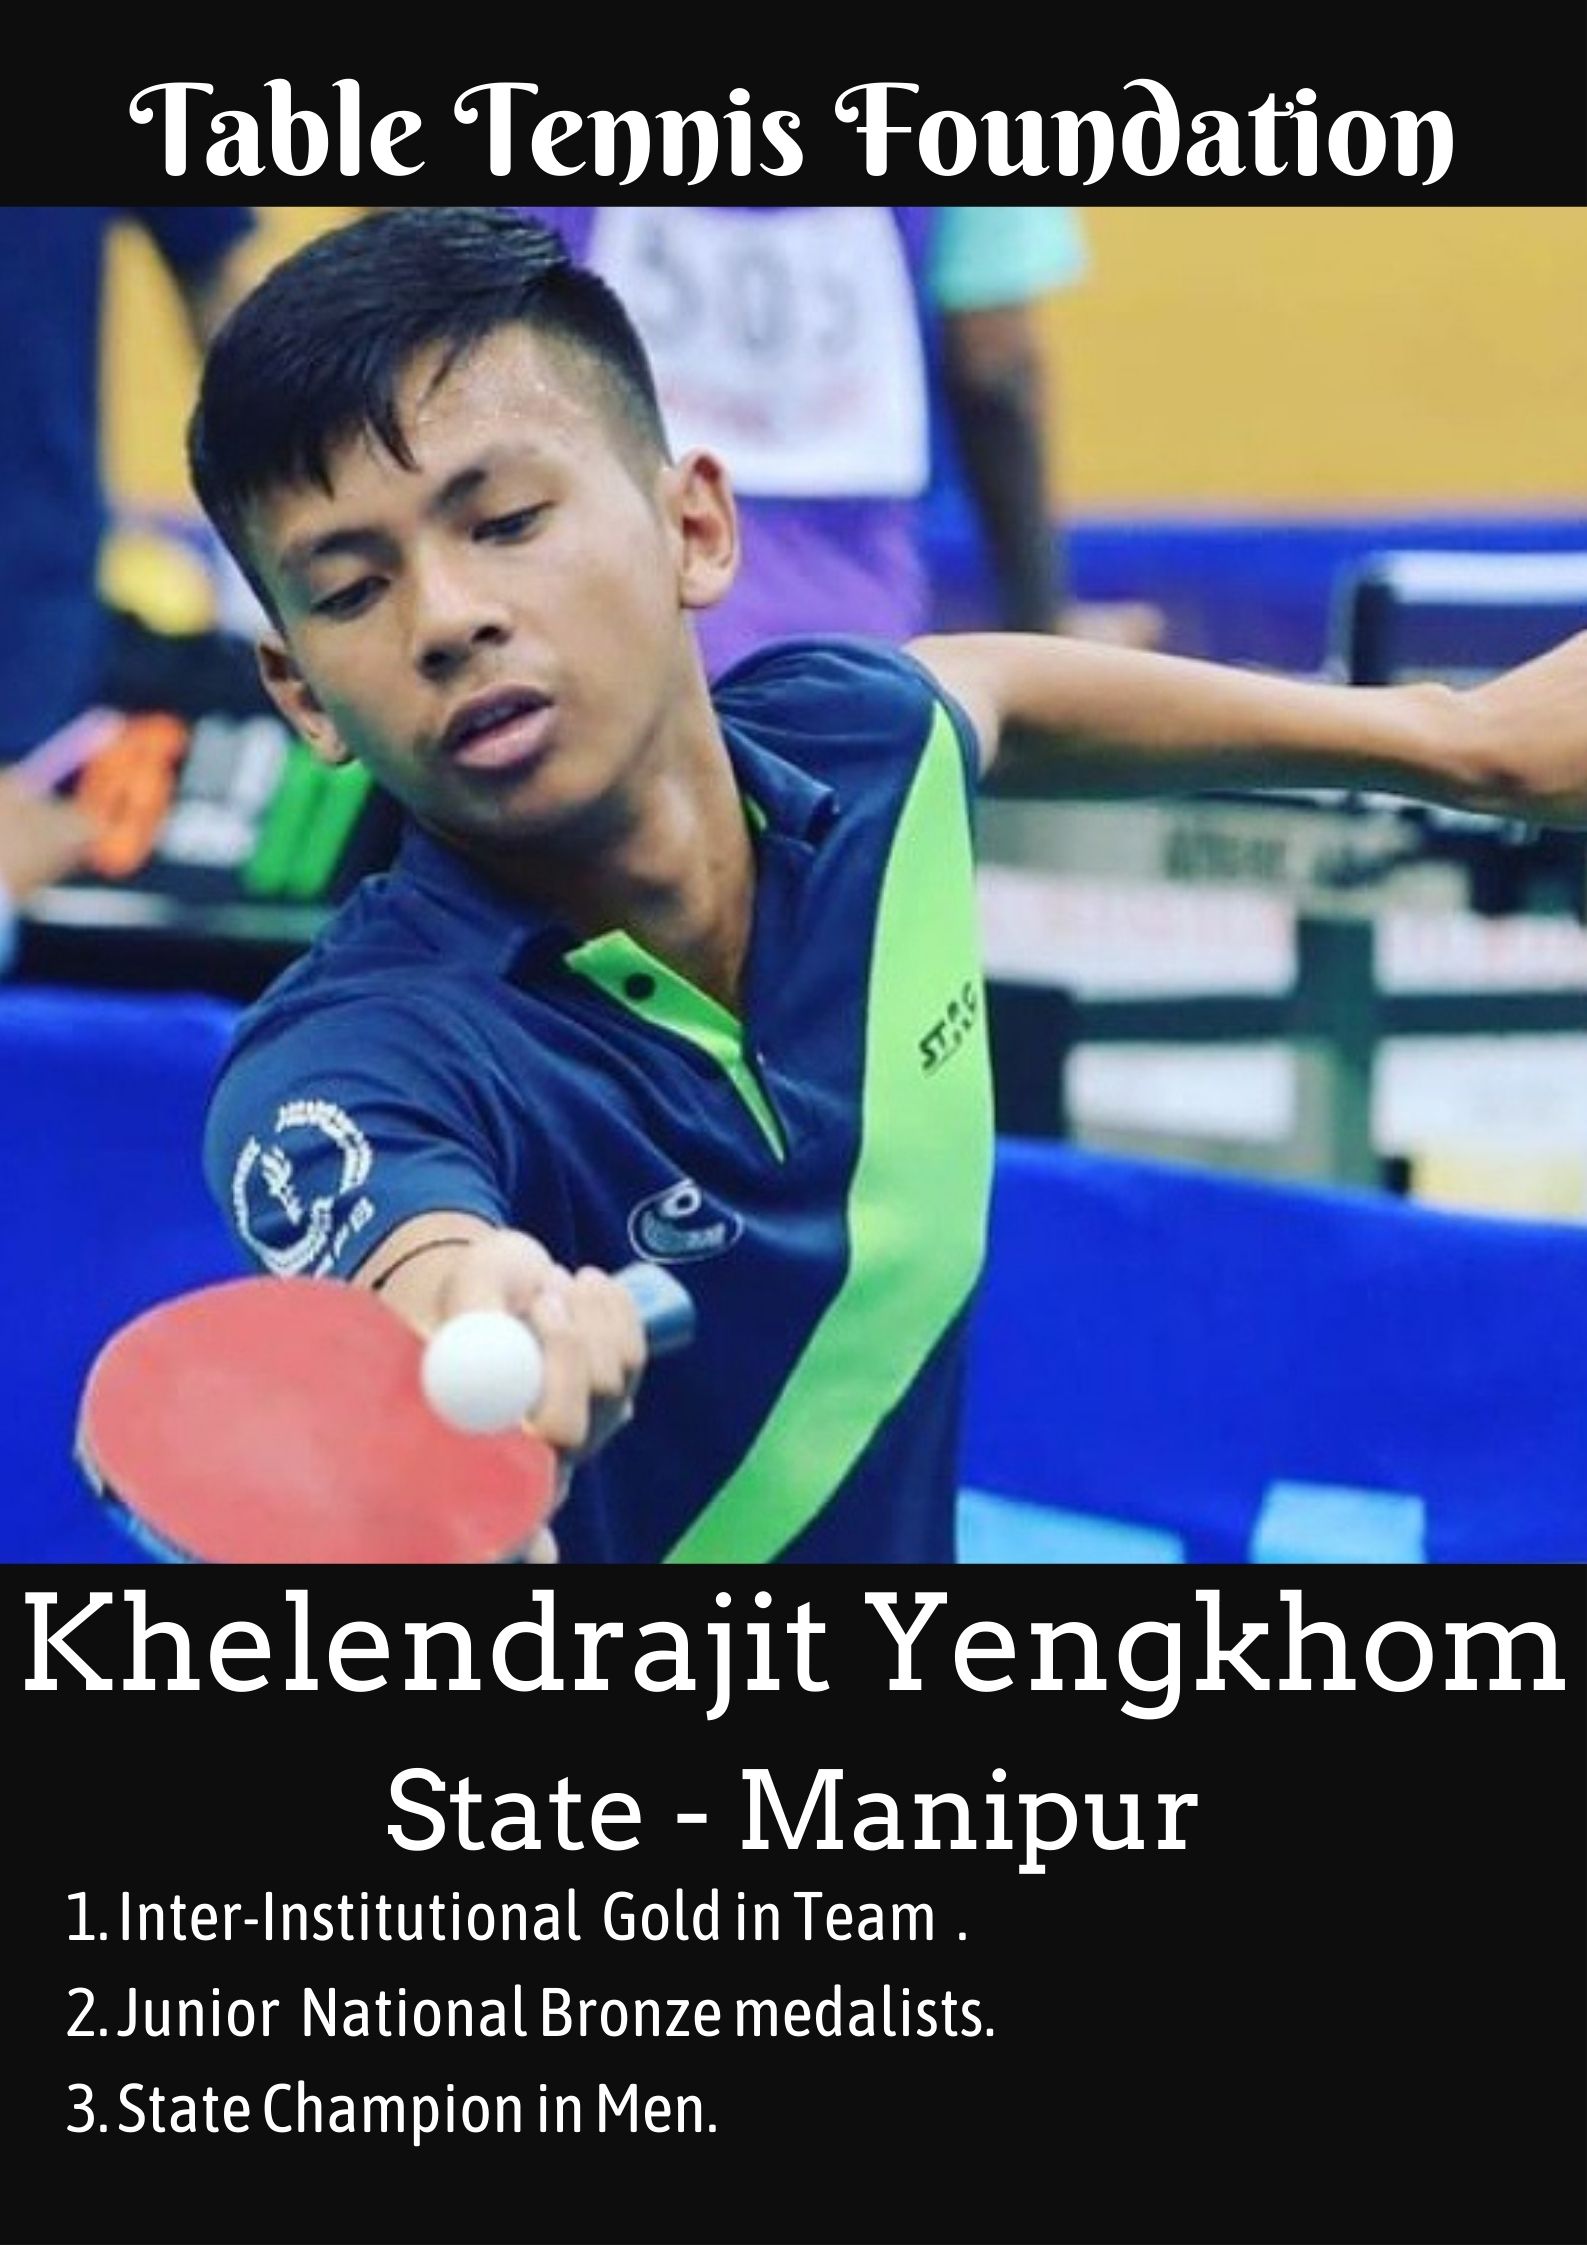 Table Tennis Foundation
Khelendrajit Yengkhom
State - Manipur
1. Inter-Institutional Gold in Team .
2. Junior National Bronze medalists.
3. State Champion in Men.